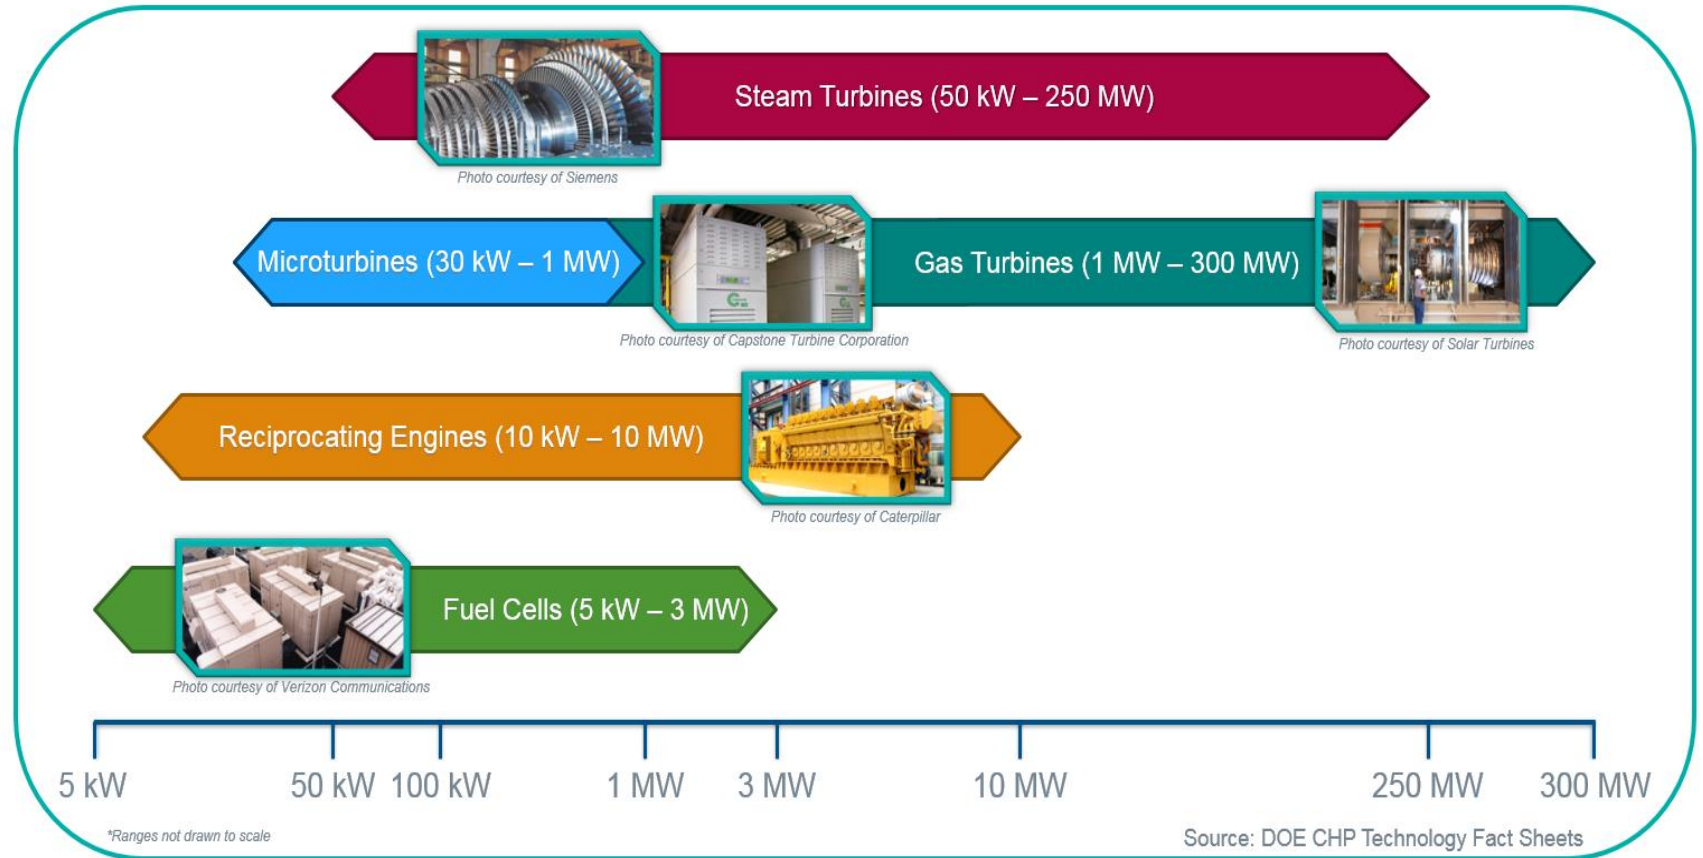 Steam Turbines (50 kW – 250 MW)
Photo courtesy of Siemens
Microturbines (30 kW – 1 MW)
Gas Turbines (1 MW – 300 MW)
Photo courtesy of Capstone Turbine Corporation
Photo courtesy of Solar Turbines
Reciprocating Engines (10 kW – 10 MW)
Photo courtesy of Caterpillar
Fuel Cells (5 kW – 3 MW)
Photo courtesy of Verizon Communications
5 kW 50 kW 100 kW 1 MW 3 MW 10 MW 250 MW 300 MW
*Ranges not drawn to scale
Source: DOE CHP Technology Fact Sheets